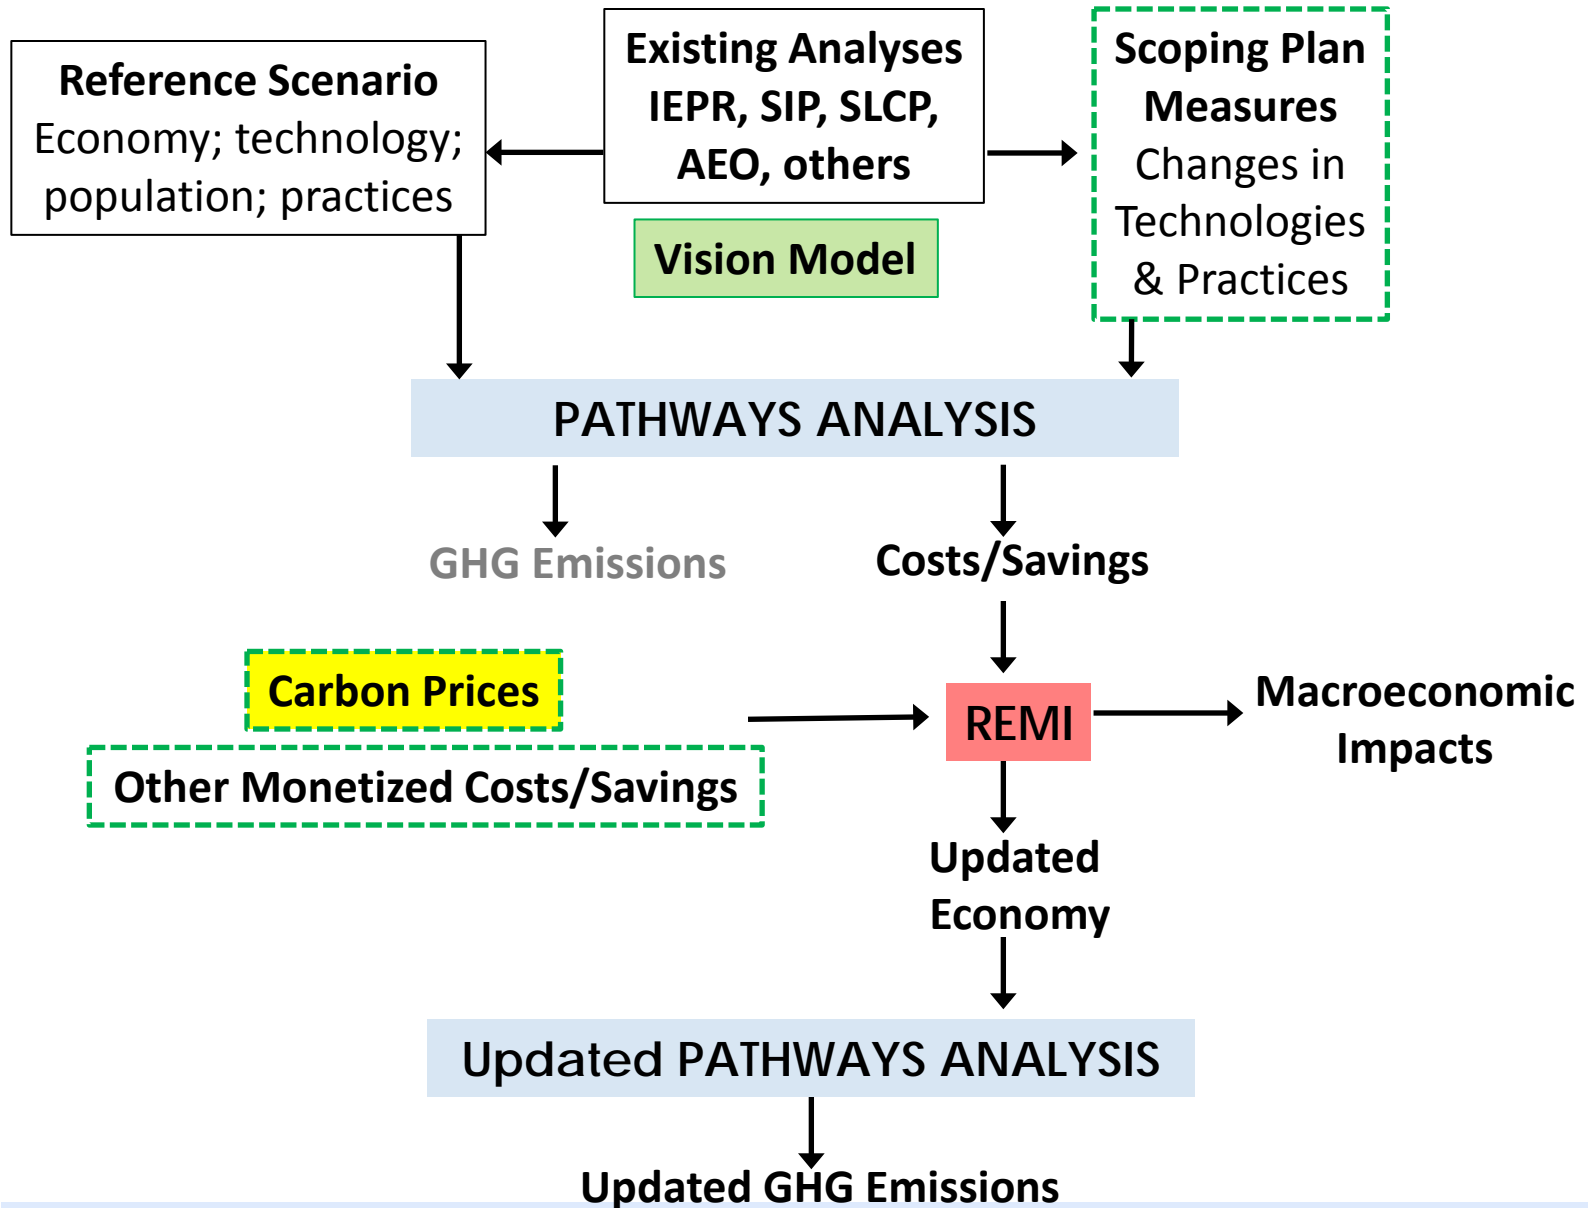 Reference Scenario
Economy; technology;
population; practices
Existing Analyses
IEPR, SIP, SLCP,
AEO, others
Vision Model
Scoping Plan
Measures
Changes in
Technologies
& Practices
PATHWAYS ANALYSIS
GHG Emissions
Costs/Savings
Carbon Prices
Other Monetized Costs/Savings
REMI
Macroeconomic
Impacts
Updated
Economy
Updated PATHWAYS ANALYSIS
Updated GHG Emissions